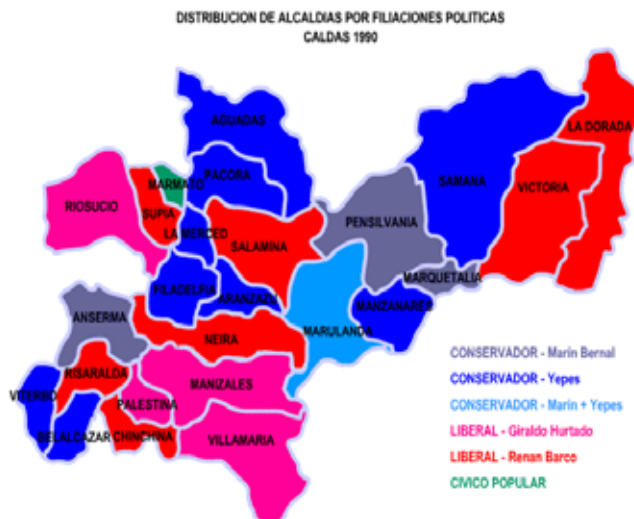 DISTRIBUCION DE ALCALDIAS POR FILIACIONES POLITICAS
CALDAS 1990
AGUADAS
LA DORADA
PACORA
SAMANA
MARMATO
VICTORIA
RIOSUCIO
SUPIA
PENSILVANIA
LA MERCED
SALAMINA
MARQUETALIA
FILADELFIA
ARANZAZU
MANZANARES
ANSERMA
NEIRA
MARULANDA
CONSERVADOR - Marin Bernal
RISARALDA
CONSERVADOR - Yepes
MANIZALES
VITERBO
PALESTINA
CONSERVADOR - Marin + Yepes
LIBERAL - Giraldo Hurtado
BELALCAZAR
CHINCHINA
VILLAMARIA
LIBERAL - Renan Barco
CIVICO POPULAR